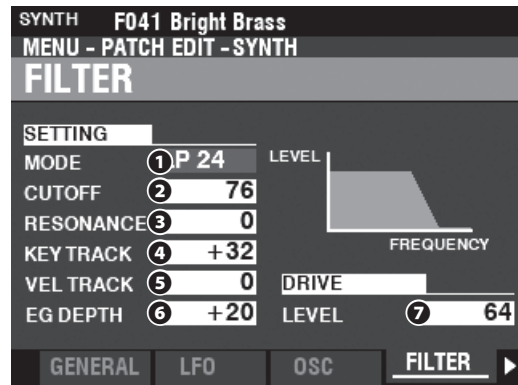 SYNTH F041 Bright Brass
MENU - PATCH EDIT - SYNTH
FILTER
SETTING
MODE 1 P 24
CUTOFF 2 76
RESONANCE 3 0
KEY TRACK 4 +32
VEL TRACK 5 0
EG DEPTH 6 +20
LEVEL
FREQUENCY
DRIVE
LEVEL 7 64
GENERAL LFO OSC FILTER